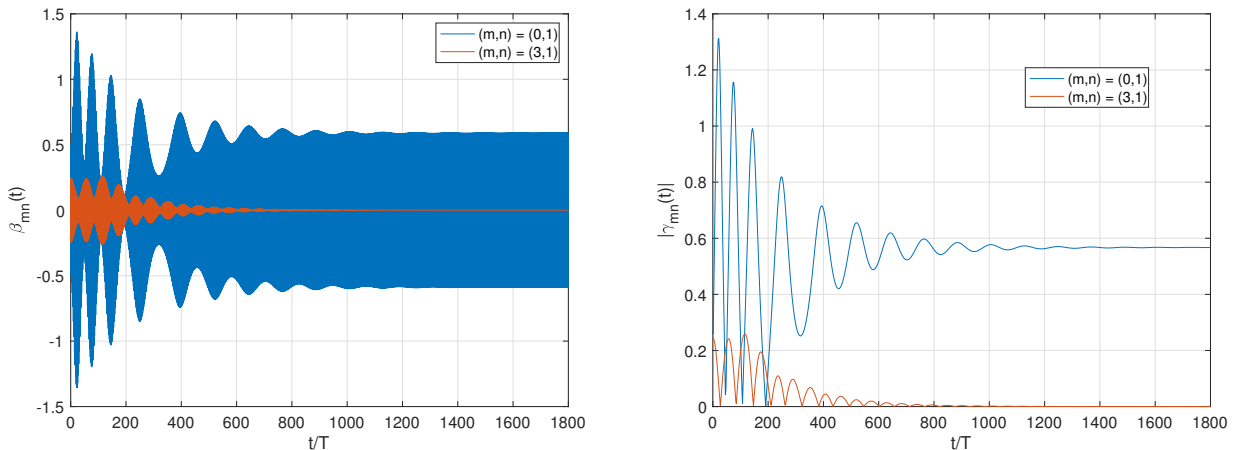 1.5
1
0.5
0
-0.5
-1
-1.5
0 200 400 600 800 1000 1200 1400 1600 1800
t/T
β_mn(t)
(m,n) = (0,1)
(m,n) = (3,1)
1.4
1.2
1
0.8
0.6
0.4
0.2
0
0 200 400 600 800 1000 1200 1400 1600 1800
t/T
|γ_mn(t)|
(m,n) = (0,1)
(m,n) = (3,1)